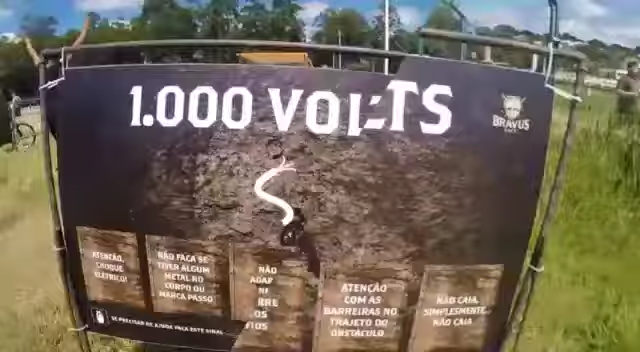 1.000 VOLTS
BRAVUS
RACE
ATENÇÃO,
CHOQUE
ELÉTRICO!
NÃO FAÇA SE
TIVER ALGUM
METAL NO
CORPO OU
MARCA PASSO
NÃO
ATENÇÃO
COM AS
BARREIRAS NO
TRAJETO DO
OBSTÁCULO
NÃO CAIA,
SIMPLESMENTE..
NÃO CAIA
SE PRECISAR DE AJUDA FAÇA ESTE SINAL